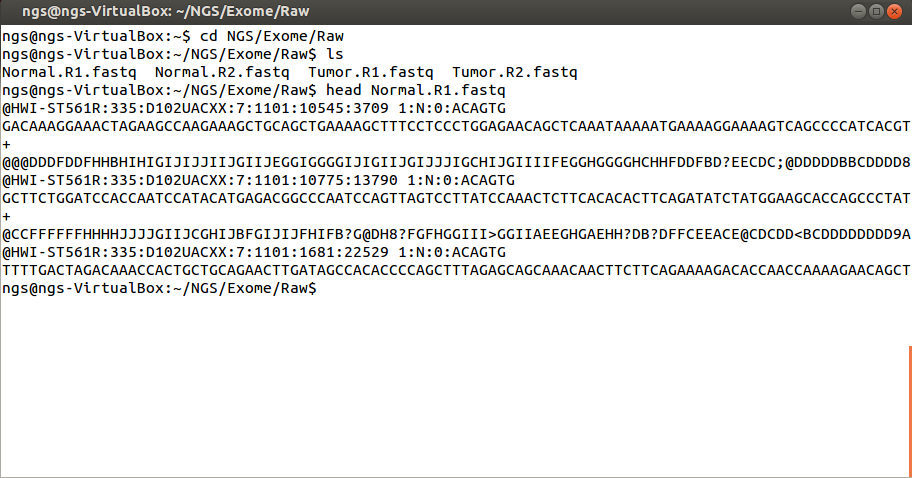 ngs@ngs-VirtualBox: ~/NGS/Exome/Raw
ngs@ngs-VirtualBox:~$ cd NGS/Exome/Raw
ngs@ngs-VirtualBox:~/NGS/Exome/Raw$ ls
Normal.R1.fastq  Normal.R2.fastq  Tumor.R1.fastq  Tumor.R2.fastq
ngs@ngs-VirtualBox:~/NGS/Exome/Raw$ head Normal.R1.fastq
@HWI-ST561R:335:D102UACXX:7:1101:10545:3709 1:N:0:ACAGTG
GACAAAGGAAACTAGAAGCCAAGAAAGCTGCAGCTGAAAAGCTTTCCTCCCTGGAGAACAGCTCAAATAAAAATGAAAAGGAAAAGTCAGCCCCATCACGT
+
@@@DDDFDDFHHBHIHIGIJIJJIIJGIIJEGGIGGGGIJIGIIJGIJJJIGCHIJGIIIIFEGGHGGGGHCHHFDDFBD?EECDC;@DDDDDBBCDDDD8
@HWI-ST561R:335:D102UACXX:7:1101:10775:13790 1:N:0:ACAGTG
GCTTCTGGATCCACCAATCCATACATGAGACGGCCCAATCCAGTTAGTCCTTATCCAAACTCTTCACACACTTCAGATATCTATGGAAGCACCAGCCCTAT
+
@CCFFFFFFHHHHJJJJGIIJCGHIJBFGIJIJFHIFB?G@DH8?FGFHGGIII>GGIIAEEGHGAEHH?DB?DFFCEEACE@CDCDD<BCDDDDDDDD9A
@HWI-ST561R:335:D102UACXX:7:1101:1681:22529 1:N:0:ACAGTG
TTTTGACTAGACAAACCACTGCTGCAGAACTTGATAGCCACACCCCAGCTTTAGAGCAGCAAACAACTTCTTCAGAAAAGACACCAACCAAAAGAACAGCT
ngs@ngs-VirtualBox:~/NGS/Exome/Raw$